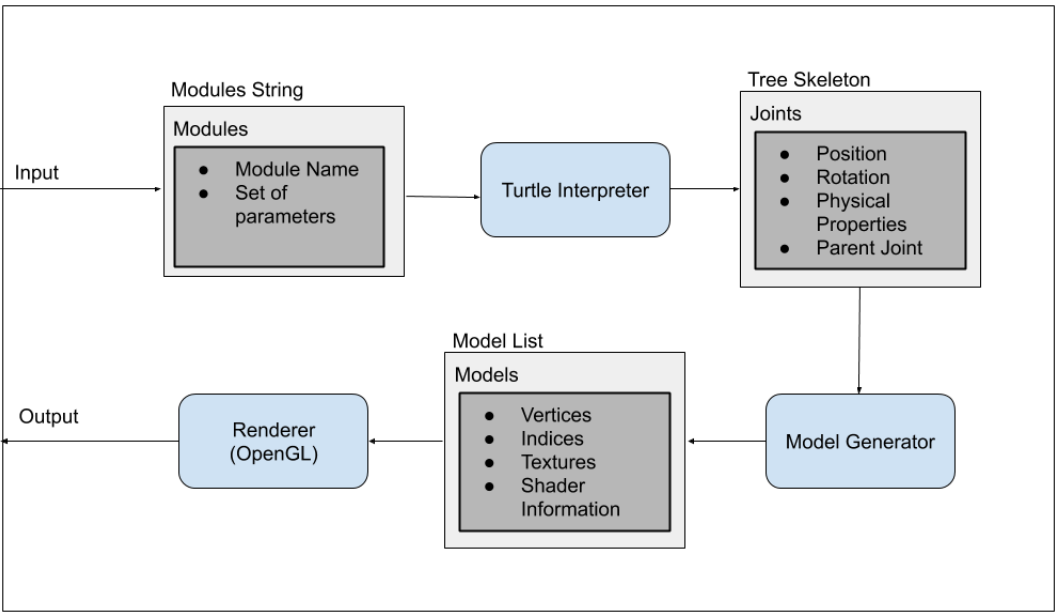 Input
Modules String
Modules
● Module Name
● Set of
parameters
Turtle Interpreter
Tree Skeleton
Joints
● Position
● Rotation
● Physical
Properties
● Parent Joint
Model Generator
Model List
Models
● Vertices
● Indices
● Textures
● Shader
Information
Renderer
(OpenGL)
Output